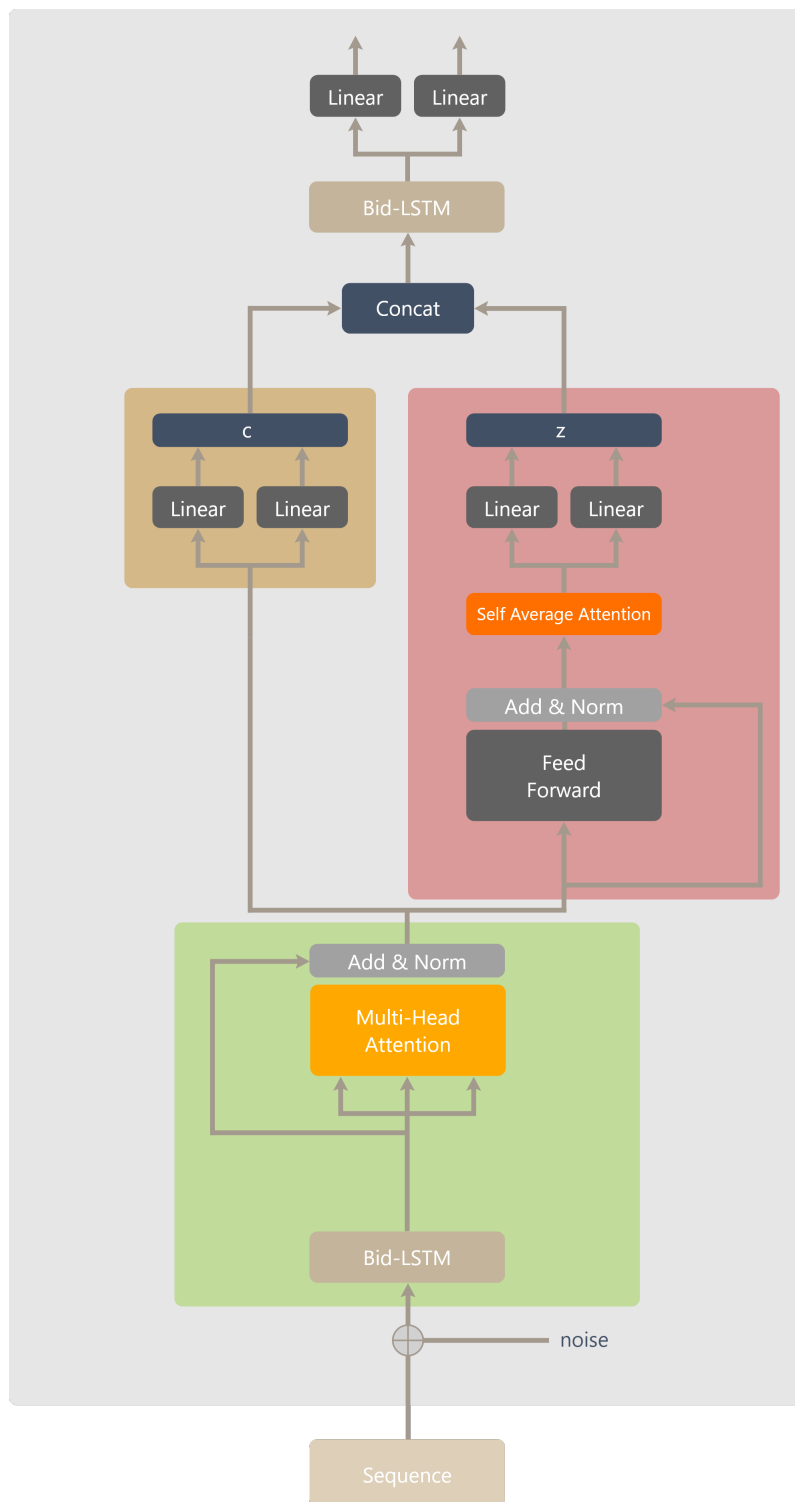 Linear
Linear
Bid-LSTM
Concat
c
z
Linear
Linear
Linear
Linear
Self Average Attention
Add & Norm
Feed
Forward
Add & Norm
Multi-Head
Attention
Bid-LSTM
noise
Sequence